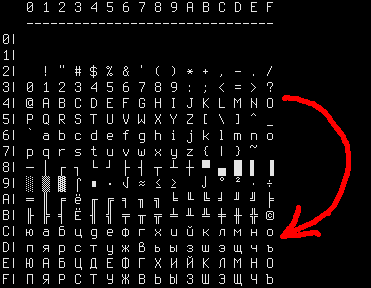 0 1 2 3 4 5 6 7 8 9 A B C D E F
0|
1|
2| ! " # $ % & ' ( ) * + , - . /
3| 0 1 2 3 4 5 6 7 8 9 : ; < = > ?
4| @ A B C D E F G H I J K L M N O
5| P Q R S T U V W X Y Z [ \ ] ^ _
6| ` a b c d e f g h i j k l m n o
7| p q r s t u v w x y z { | } ~
8| ─ │ ┌ ┐ └ ┘ ├ ┤ ┬ ┴ ┼ ▀ ▄ █ ▌ ▐
9| ░ ▒ ▓ ⌠ ■ ∙ √ ≈ ≤ ≥   ⌡ ° ² · ÷
A| ═ ║ ╒ ё ╓ ╔ ╕ ╖ ╗ ╘ ╙ ╚ ╛ ╜ ╝ ╞
B| ╟ ╠ ╡ Ё ╢ ╣ ╤ ╥ ╦ ╧ ╨ ╩ ╪ ╫ ╬ ©
C| ю а б ц д е ф г х и й к л м н о
D| п я р с т у ж в ь ы з ш э щ ч ъ
E| Ю А Б Ц Д Е Ф Г Х И Й К Л М Н О
F| П Я Р С Т У Ж В Ь Ы З Ш Э Щ Ч Ъ